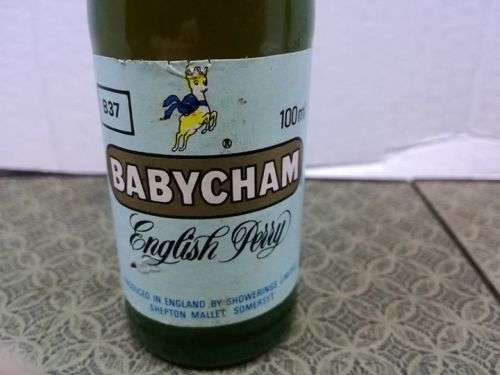 B37
100ml
®
BABYCHAM
English Perry
PRODUCED IN ENGLAND BY SHOWERINGS LIMITED
SHEPTON MALLET, SOMERSET